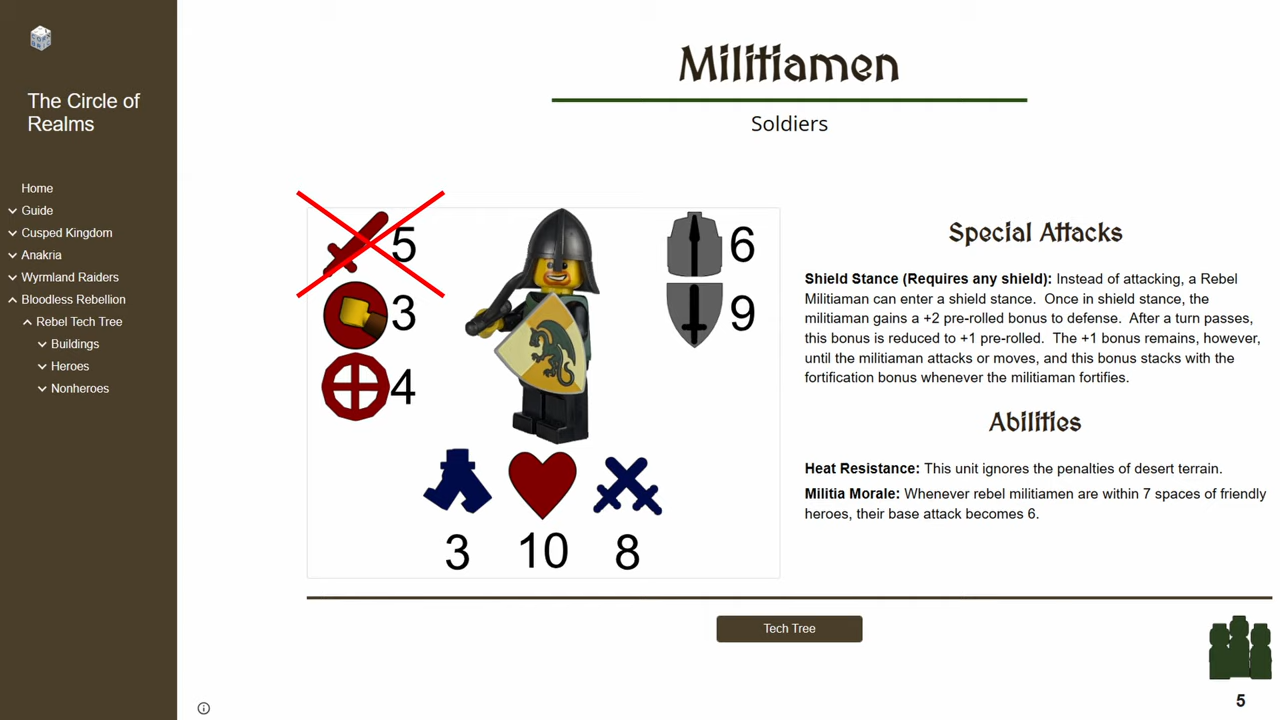 The Circle of
Realms
Home
Guide
Cusped Kingdom
Anakria
Wyrmland Raiders
Bloodless Rebellion
Rebel Tech Tree
Buildings
Heroes
Nonheroes
Militiamen
Soldiers
5
3
4
6
9
3
10
8
Special Attacks
Shield Stance (Requires any shield): Instead of attacking, a Rebel
Militiaman can enter a shield stance. Once in shield stance, the
militiaman gains a +2 pre-rolled bonus to defense. After a turn passes,
this bonus is reduced to +1 pre-rolled. The +1 bonus remains, however,
until the militiaman attacks or moves, and this bonus stacks with the
fortification bonus whenever the militiaman fortifies.
Abilities
Heat Resistance: This unit ignores the penalties of desert terrain.
Militia Morale: Whenever rebel militiamen are within 7 spaces of friendly
heroes, their base attack becomes 6.
Tech Tree
5